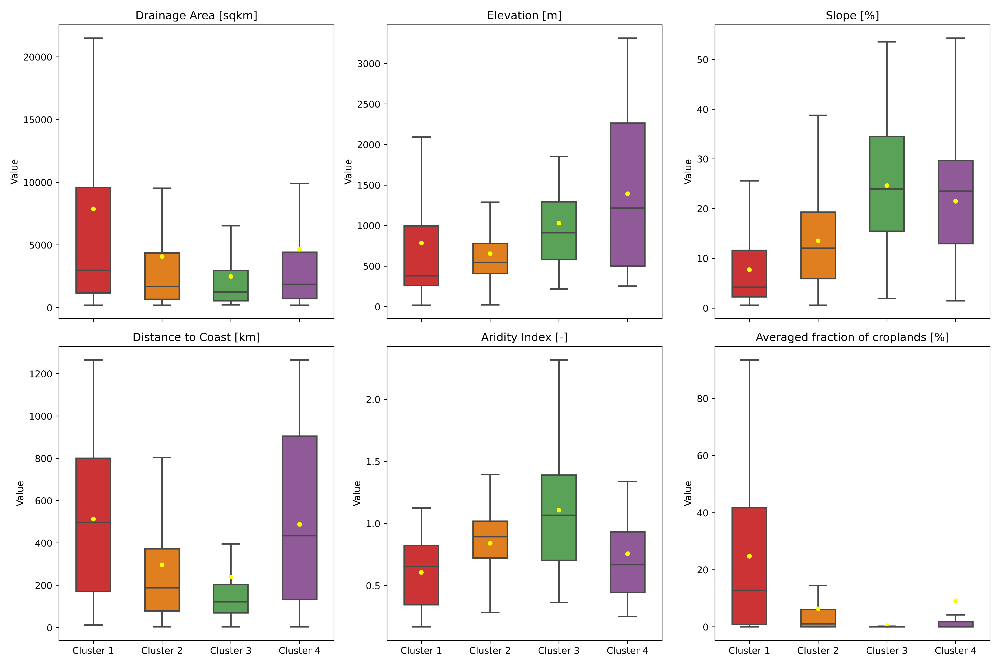 Drainage Area [sqkm]
Value
20000
15000
10000
5000
0
Elevation [m]
Value
3000
2500
2000
1500
1000
500
0
Slope [%]
Value
50
40
30
20
10
0
Distance to Coast [km]
Value
1200
1000
800
600
400
200
0
Cluster 1 Cluster 2 Cluster 3 Cluster 4
Aridity Index [-]
Value
2.0
1.5
1.0
0.5
Cluster 1 Cluster 2 Cluster 3 Cluster 4
Averaged fraction of croplands [%]
Value
80
60
40
20
0
Cluster 1 Cluster 2 Cluster 3 Cluster 4